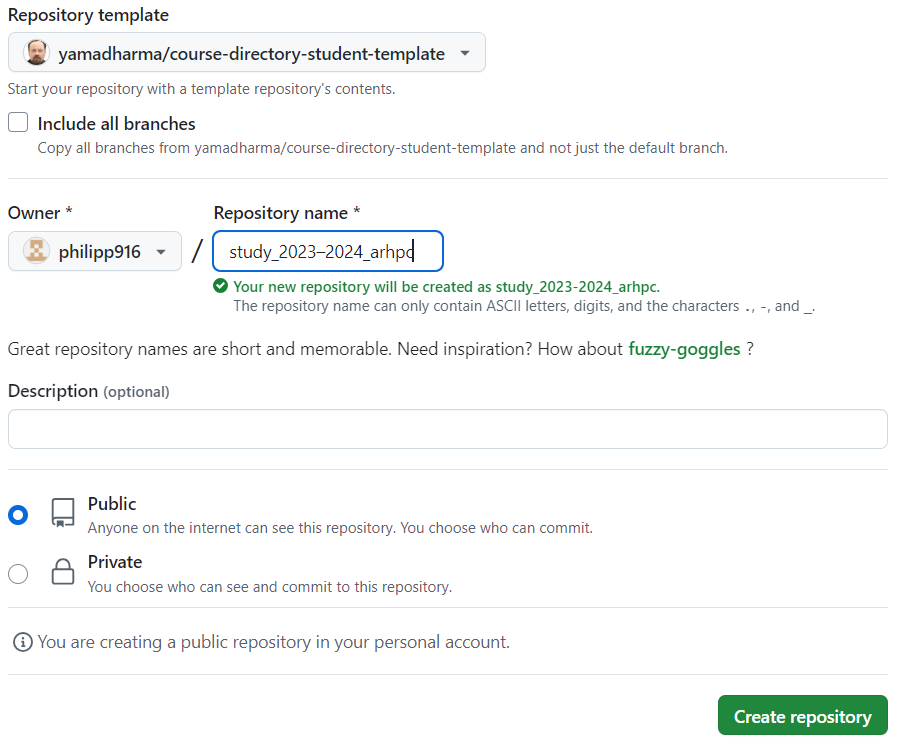 Repository template
yamadharma/course-directory-student-template
Start your repository with a template repository's contents.
Include all branches
Copy all branches from yamadharma/course-directory-student-template and not just the default branch.
Owner * Repository name *
philipp916 / study_2023–2024_arhpc
Your new repository will be created as study_2023-2024_arhpc.
The repository name can only contain ASCII letters, digits, and the characters ., -, and _.
Great repository names are short and memorable. Need inspiration? How about fuzzy-goggles ?
Description (optional)
Public
Anyone on the internet can see this repository. You choose who can commit.
Private
You choose who can see and commit to this repository.
You are creating a public repository in your personal account.
Create repository